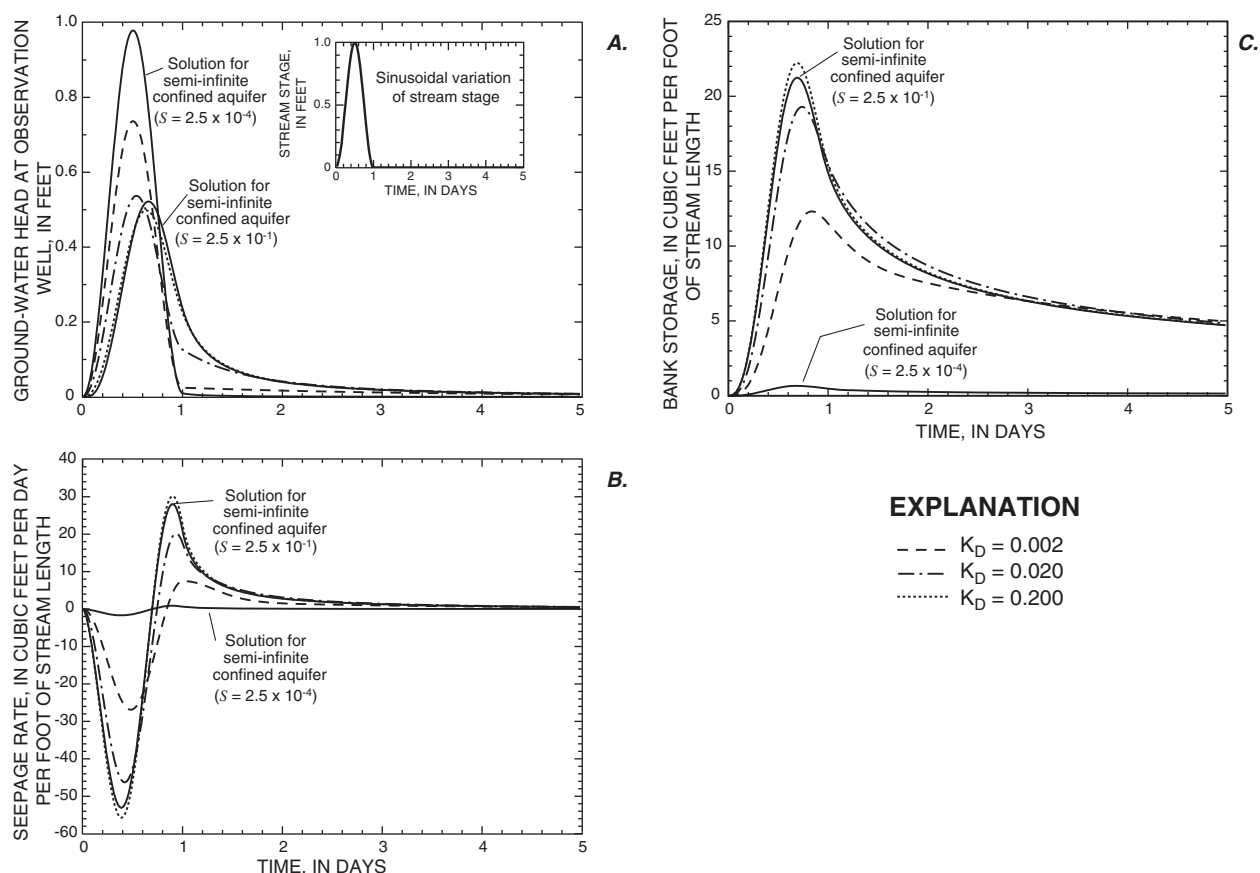 A.
GROUND-WATER HEAD AT OBSERVATION
WELL, IN FEET
1.0
0.8
0.6
0.4
0.2
0
0
1
2
3
4
5
Solution for
semi-infinite
confined aquifer
(S = 2.5 x 10-4)
Solution for
semi-infinite
confined aquifer
(S = 2.5 x 10-1)
STREAM STAGE,
IN FEET
1.0
0.5
0
0
1
2
3
4
5
TIME, IN DAYS
Sinusoidal variation
of stream stage
B.
SEEPAGE RATE, IN CUBIC FEET PER DAY
PER FOOT OF STREAM LENGTH
40
30
20
10
0
-10
-20
-30
-40
-50
-60
0
1
2
3
4
5
TIME, IN DAYS
Solution for
semi-infinite
confined aquifer
(S = 2.5 x 10-1)
Solution for
semi-infinite
confined aquifer
(S = 2.5 x 10-4)
C.
BANK STORAGE, IN CUBIC FEET PER FOOT
OF STREAM LENGTH
25
20
15
10
5
0
0
1
2
3
4
5
TIME, IN DAYS
Solution for
semi-infinite
confined aquifer
(S = 2.5 x 10-1)
Solution for
semi-infinite
confined aquifer
(S = 2.5 x 10-4)
EXPLANATION
KD = 0.002
KD = 0.020
KD = 0.200